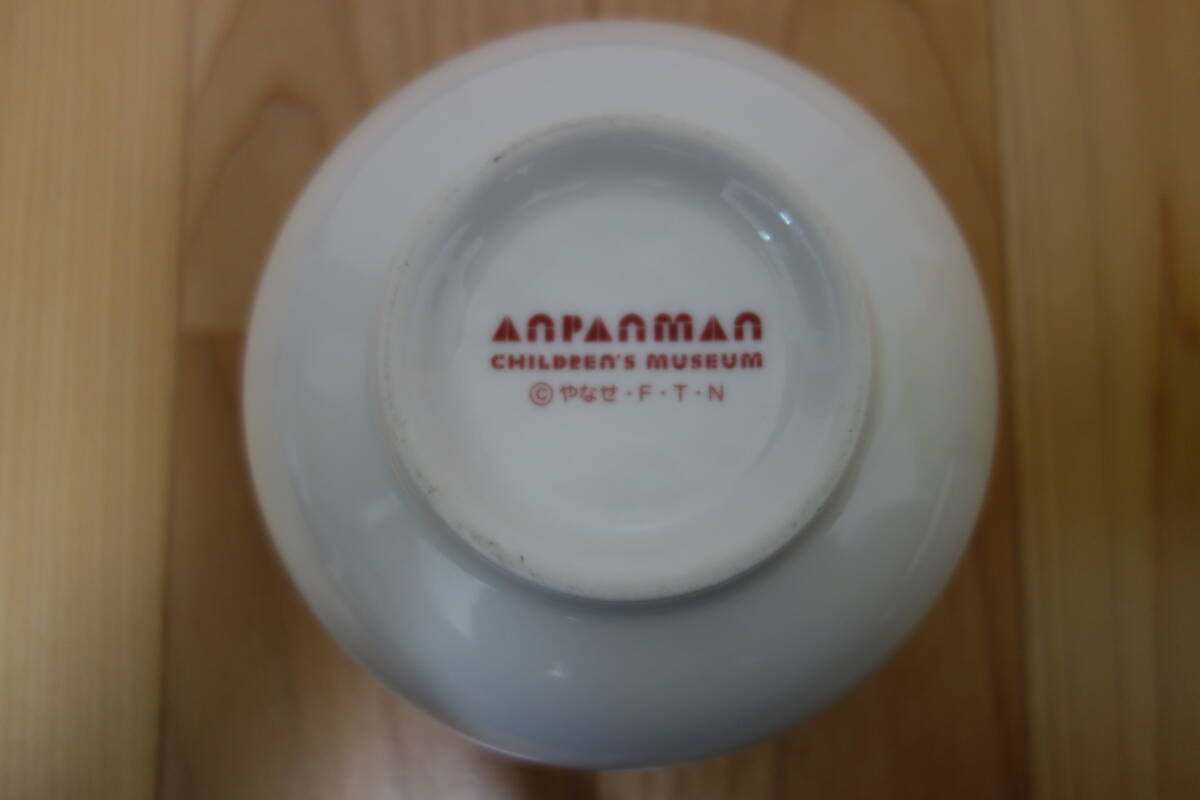 ANPANMAN
CHILDREN'S MUSEUM
©やなせ・F・T・N